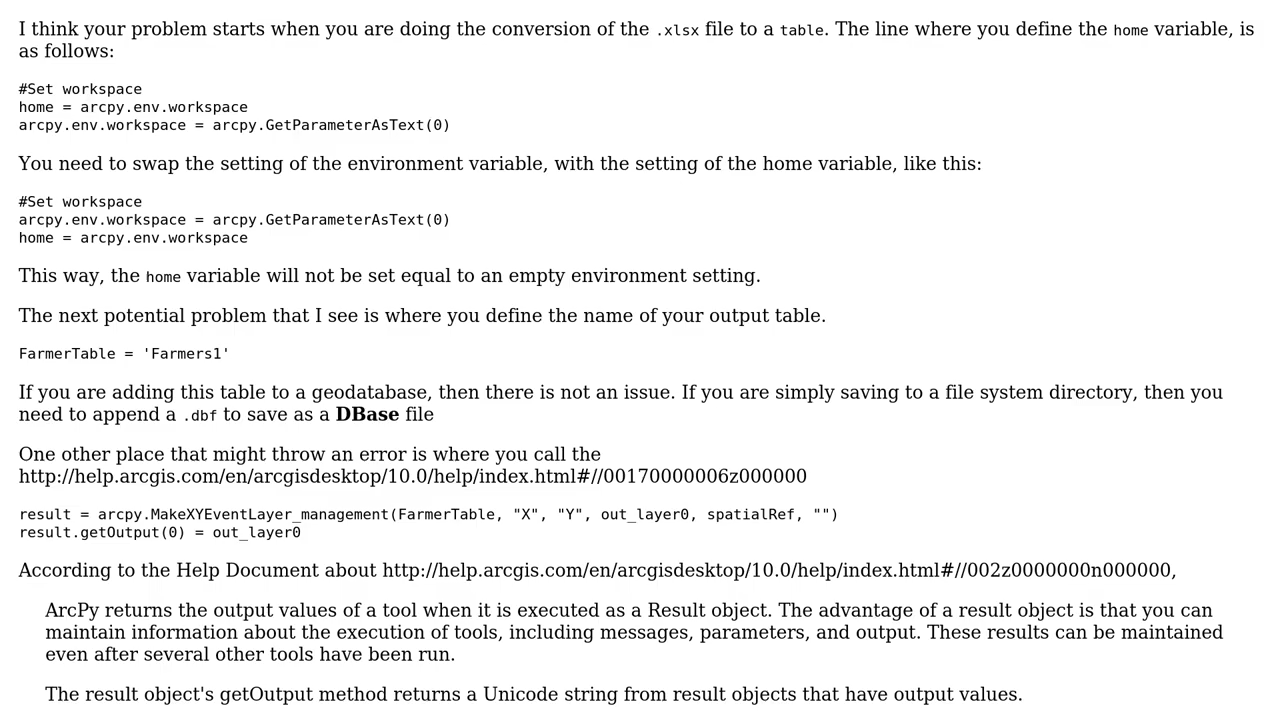 I think your problem starts when you are doing the conversion of the .xlsx file to a table. The line where you define the home variable, is
as follows:
#Set workspace
home = arcpy.env.workspace
arcpy.env.workspace = arcpy.GetParameterAsText(0)
You need to swap the setting of the environment variable, with the setting of the home variable, like this:
#Set workspace
arcpy.env.workspace = arcpy.GetParameterAsText(0)
home = arcpy.env.workspace
This way, the home variable will not be set equal to an empty environment setting.
The next potential problem that I see is where you define the name of your output table.
FarmerTable = 'Farmers1'
If you are adding this table to a geodatabase, then there is not an issue. If you are simply saving to a file system directory, then you
need to append a .dbf to save as a DBase file
One other place that might throw an error is where you call the
http://help.arcgis.com/en/arcgisdesktop/10.0/help/index.html#//00170000006z000000
result = arcpy.MakeXYEventLayer_management(FarmerTable, "X", "Y", out_layer0, spatialRef, "")
result.getOutput(0) = out_layer0
According to the Help Document about http://help.arcgis.com/en/arcgisdesktop/10.0/help/index.html#//002z0000000n000000,
ArcPy returns the output values of a tool when it is executed as a Result object. The advantage of a result object is that you can
maintain information about the execution of tools, including messages, parameters, and output. These results can be maintained
even after several other tools have been run.
The result object's getOutput method returns a Unicode string from result objects that have output values.